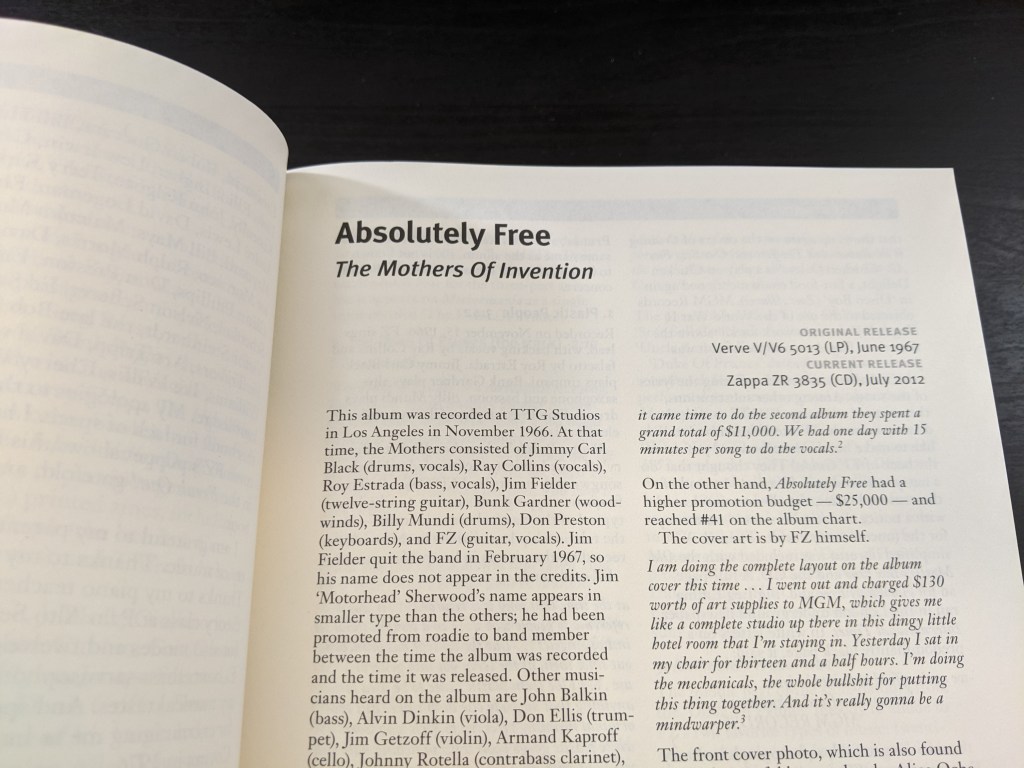 Absolutely Free
The Mothers Of Invention
ORIGINAL RELEASE
Verve V/V6 5013 (LP), June 1967
CURRENT RELEASE
Zappa ZR 3835 (CD), July 2012
This album was recorded at TTG Studios
in Los Angeles in November 1966. At that
time, the Mothers consisted of Jimmy Carl
Black (drums, vocals), Ray Collins (vocals),
Roy Estrada (bass, vocals), Jim Fielder
(twelve-string guitar), Bunk Gardner (wood-
winds), Billy Mundi (drums), Don Preston
(keyboards), and FZ (guitar, vocals). Jim
Fielder quit the band in February 1967, so
his name does not appear in the credits. Jim
‘Motorhead’ Sherwood’s name appears in
smaller type than the others; he had been
promoted from roadie to band member
between the time the album was recorded
and the time it was released. Other musi-
cians heard on the album are John Balkin
(bass), Alvin Dinkin (viola), Don Ellis (trum-
pet), Jim Getzoff (violin), Armand Kaproff
(cello), Johnny Rotella (contrabass clarinet),
it came time to do the second album they spent a
grand total of $11,000. We had one day with 15
minutes per song to do the vocals.2
On the other hand, Absolutely Free had a
higher promotion budget — $25,000 — and
reached #41 on the album chart.
The cover art is by FZ himself.
I am doing the complete layout on the album
cover this time . . . I went out and charged $130
worth of art supplies to MGM, which gives me
like a complete studio up there in this dingy little
hotel room that I’m staying in. Yesterday I sat in
my chair for thirteen and a half hours. I’m doing
the mechanicals, the whole bullshit for putting
this thing together. And it’s really gonna be a
mindwarper.3
The front cover photo, which is also found